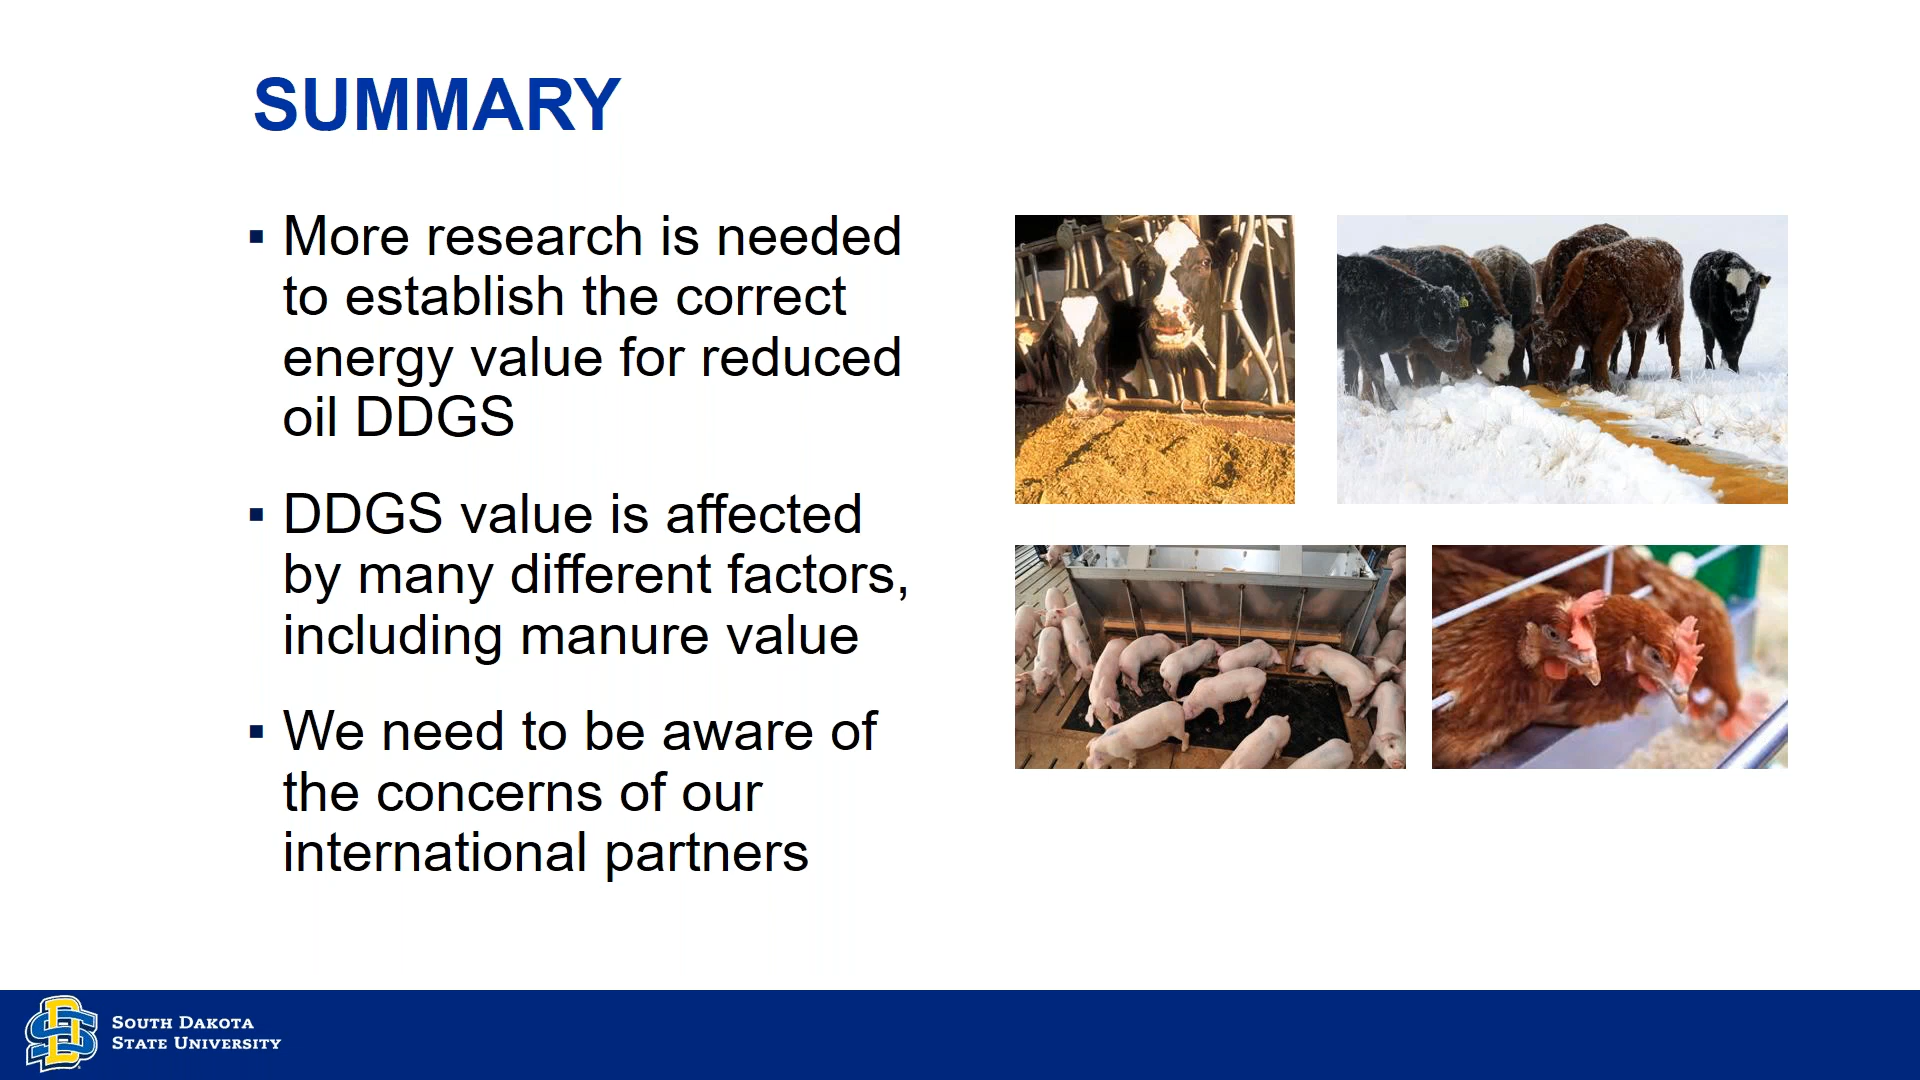 SUMMARY
▪ More research is needed
to establish the correct
energy value for reduced
oil DDGS
▪ DDGS value is affected
by many different factors,
including manure value
▪ We need to be aware of
the concerns of our
international partners
SOUTH DAKOTA
STATE UNIVERSITY